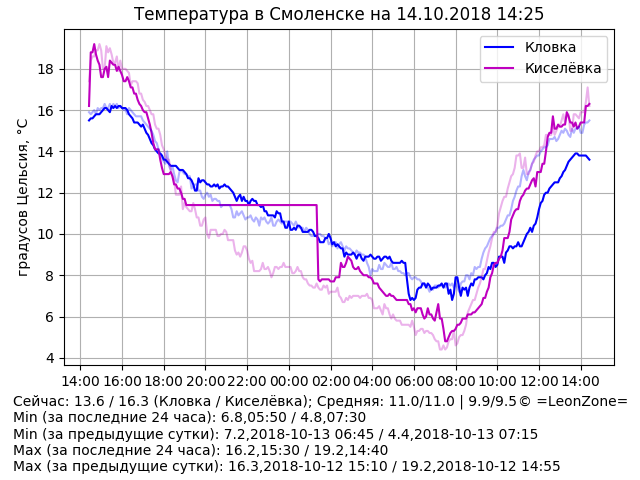 Температура в Смоленске на 14.10.2018 14:25
Кловка
Киселёвка
градусов Цельсия, °C
18
16
14
12
10
8
6
4
14:00 16:00 18:00 20:00 22:00 00:00 02:00 04:00 06:00 08:00 10:00 12:00 14:00
Сейчас: 13.6 / 16.3 (Кловка / Киселёвка); Средняя: 11.0/11.0 | 9.9/9.5© =LeonZone=
Min (за последние 24 часа): 6.8,05:50 / 4.8,07:30
Min (за предыдущие сутки): 7.2,2018-10-13 06:45 / 4.4,2018-10-13 07:15
Max (за последние 24 часа): 16.2,15:30 / 19.2,14:40
Max (за предыдущие сутки): 16.3,2018-10-12 15:10 / 19.2,2018-10-12 14:55